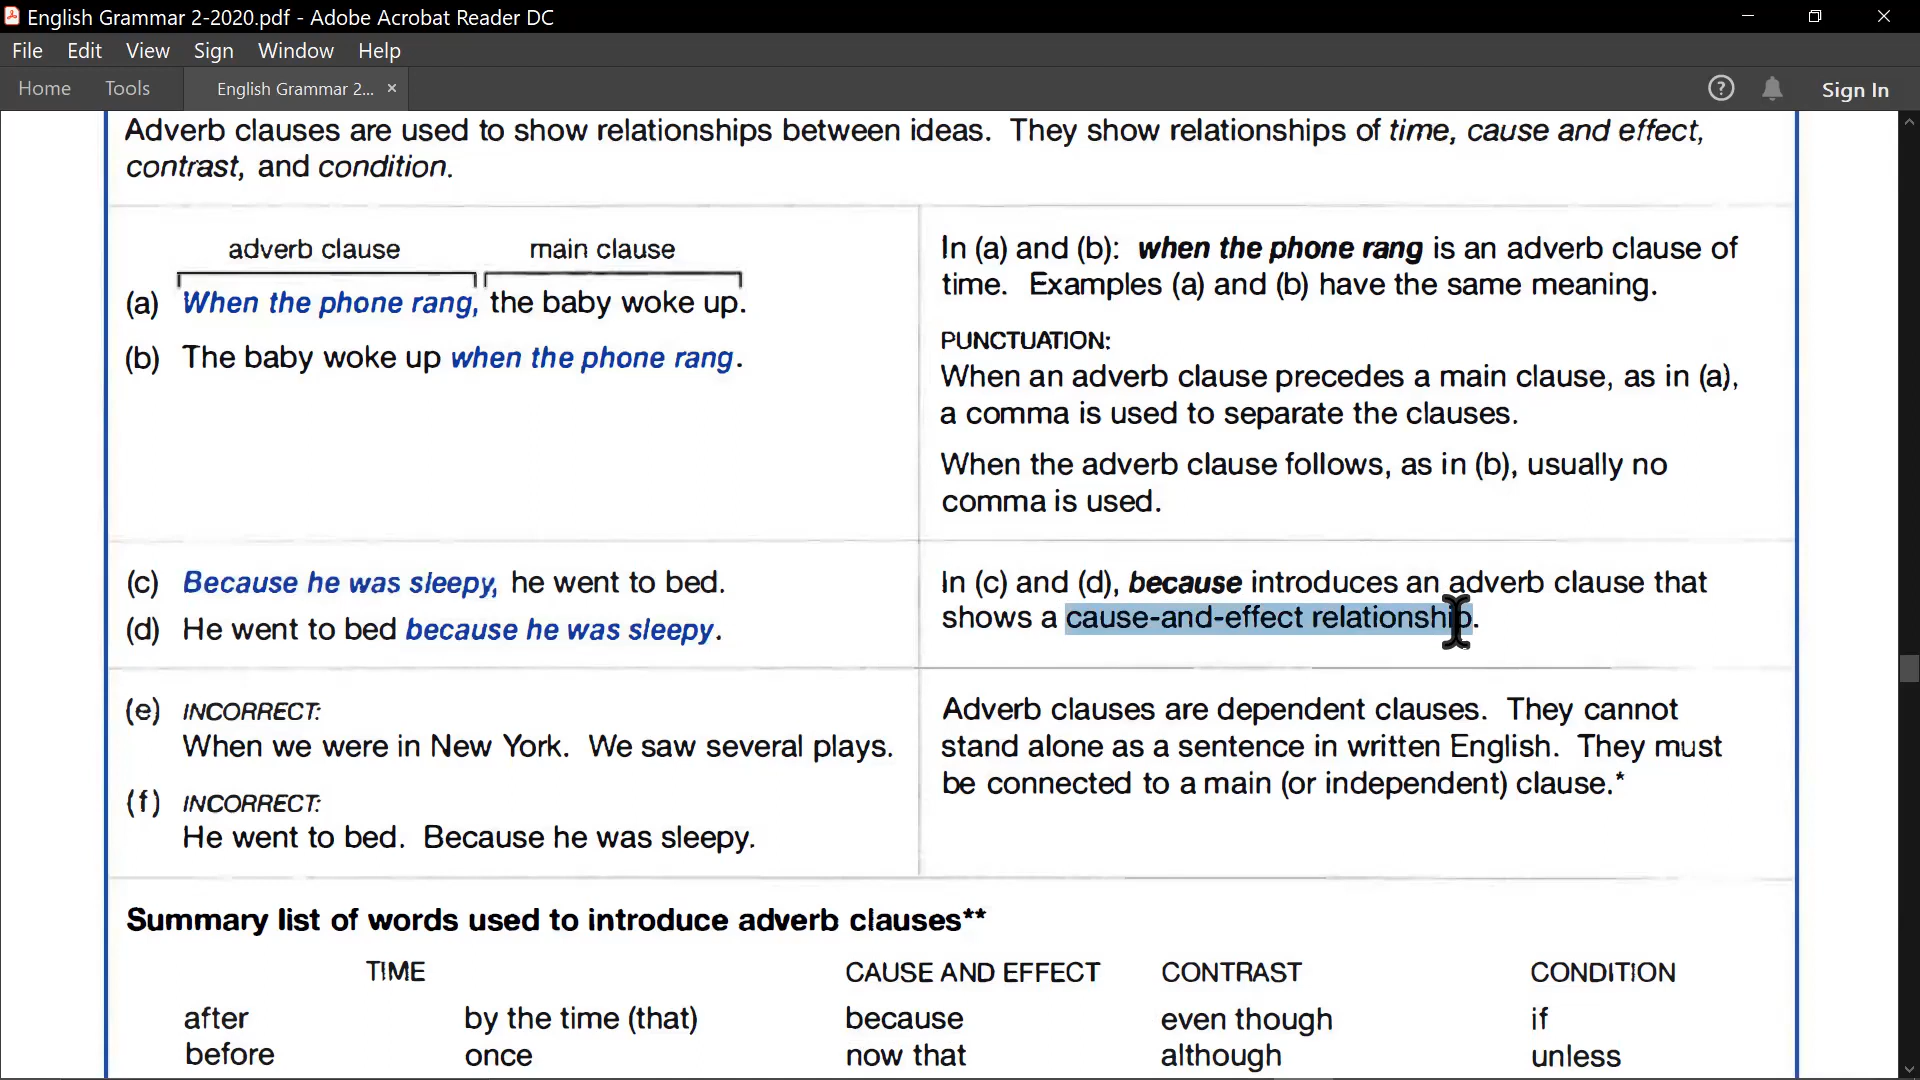 English Grammar 2-2020.pdf - Adobe Acrobat Reader DC
File Edit View Sign Window Help
Home Tools English Grammar 2... × ? Sign In
Adverb clauses are used to show relationships between ideas. They show relationships of time, cause and effect,
contrast, and condition.
adverb clause main clause
(a) When the phone rang, the baby woke up.
(b) The baby woke up when the phone rang.
In (a) and (b): when the phone rang is an adverb clause of
time. Examples (a) and (b) have the same meaning.
PUNCTUATION:
When an adverb clause precedes a main clause, as in (a),
a comma is used to separate the clauses.
When the adverb clause follows, as in (b), usually no
comma is used.
(c) Because he was sleepy, he went to bed.
(d) He went to bed because he was sleepy.
In (c) and (d), because introduces an adverb clause that
shows a cause-and-effect relationship.
(e) INCORRECT:
When we were in New York. We saw several plays.
(f) INCORRECT:
He went to bed. Because he was sleepy.
Adverb clauses are dependent clauses. They cannot
stand alone as a sentence in written English. They must
be connected to a main (or independent) clause.*
Summary list of words used to introduce adverb clauses**
TIME CAUSE AND EFFECT CONTRAST CONDITION
after by the time (that) because even though if
before once now that although unless